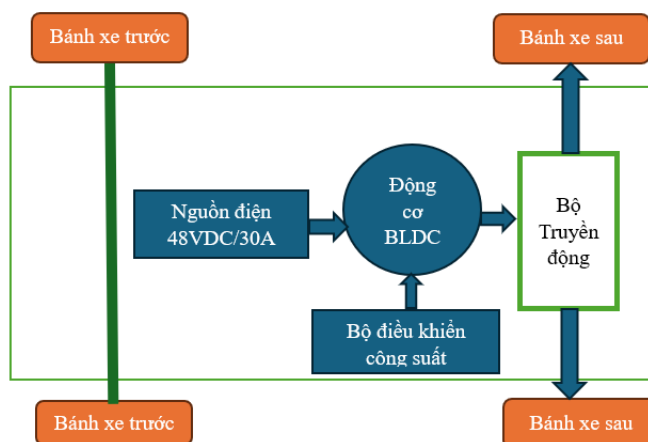 Bánh xe trước
Bánh xe sau
Nguồn điện
48VDC/30A
Động
cơ
BLDC
Bộ
Truyền
động
Bộ điều khiển
công suất
Bánh xe trước
Bánh xe sau